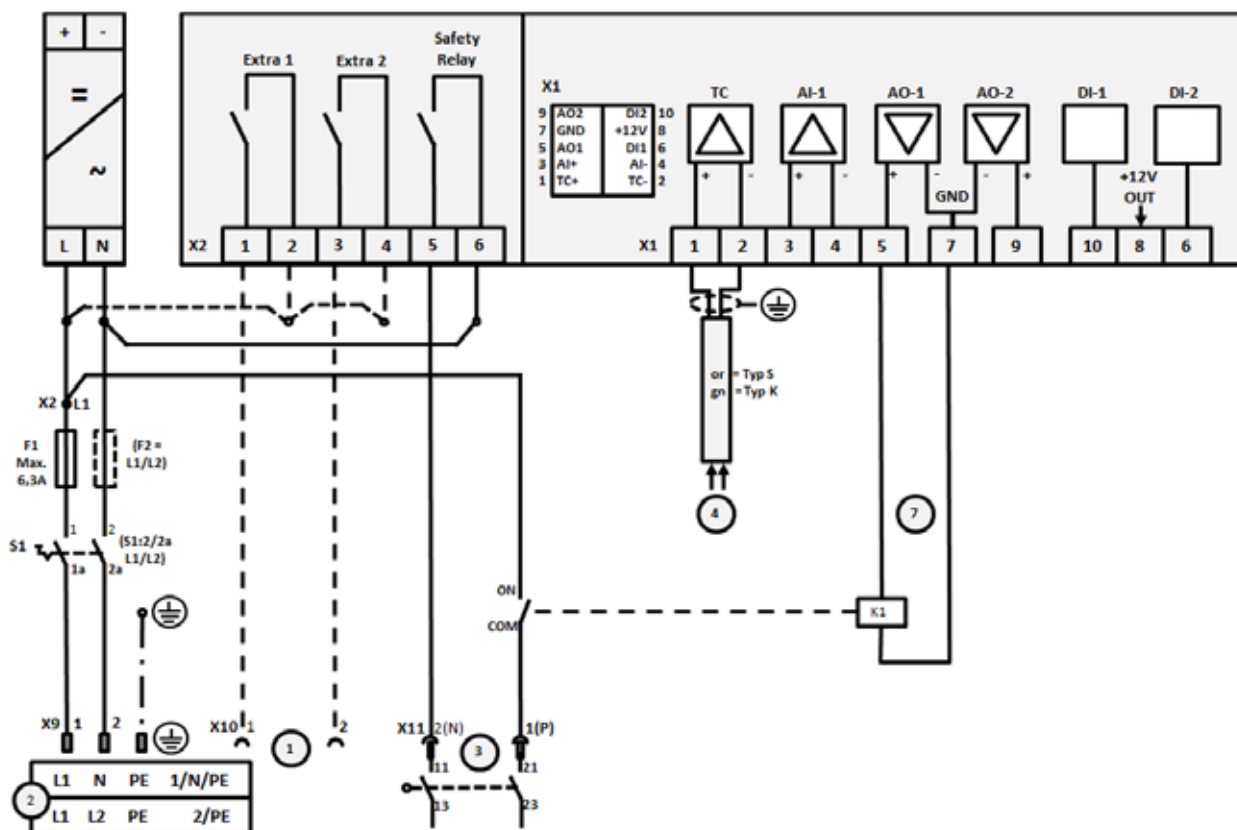 + -
=
~
L N
Extra 1 Extra 2 Safety
Relay
X2 1 2 3 4 5 6
X1
9 AO2 DI2 10
7 GND +12V 8
5 AO1 DI1 6
3 AI+ AI- 4
1 TC+ TC- 2
TC AI-1 AO-1 AO-2 DI-1 DI-2
+ - + - + - - +
GND
+12V
OUT
X1 1 2 3 4 5 7 9 10 8 6
or = Typ S
gn = Typ K
X2 L1
F1
Max.
6,3A
(F2 =
L1/L2)
4 7
S1 1 2
1a 2a
(S1:2/2a
L1/L2)
ON
COM
K1
X9 1 2
X10 1 2
1
X11 2(N) 1(P)
3
11 21
13 23
2
L1 N PE 1/N/PE
L1 L2 PE 2/PE